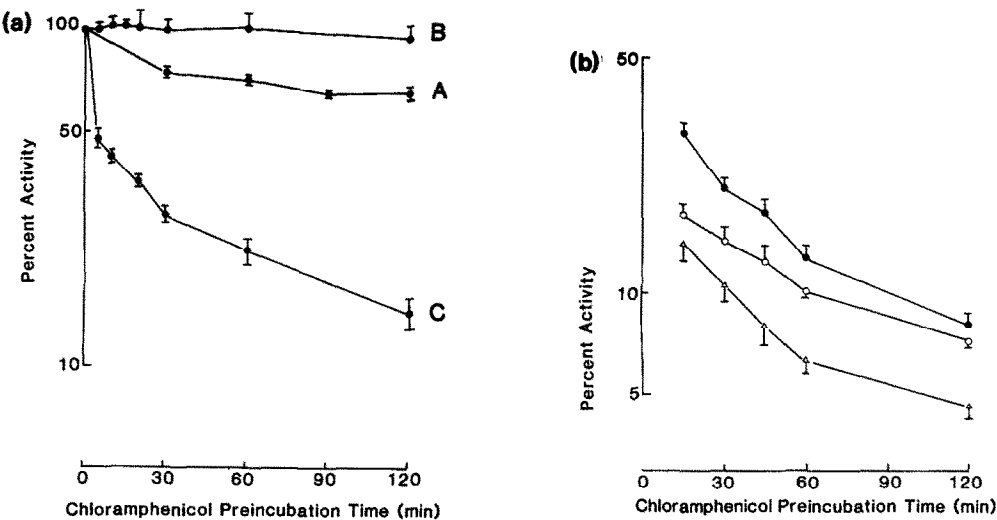 (a)
100
50
10
Percent Activity
B
A
C
0 30 60 90 120
Chloramphenicol Preincubation Time (min)
(b)
50
10
5
Percent Activity
0 30 60 90 120
Chloramphenicol Preincubation Time (min)